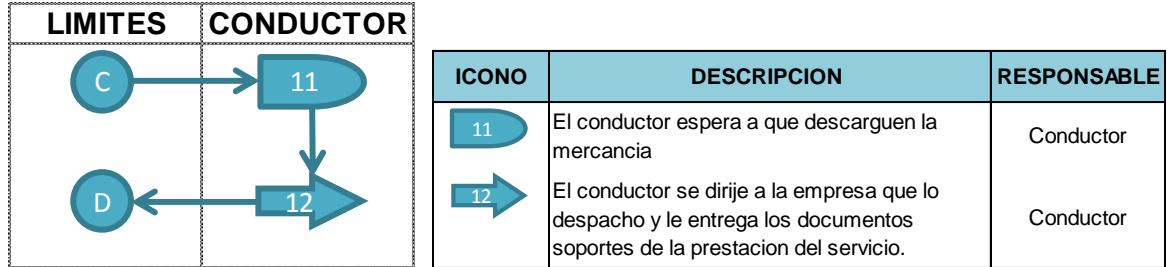 LIMITES CONDUCTOR
C 11
D 12
ICONO DESCRIPCION RESPONSABLE
11 El conductor espera a que descarguen la
mercancia
Conductor
12 El conductor se dirije a la empresa que lo
despacho y le entrega los documentos
soportes de la prestacion del servicio.
Conductor